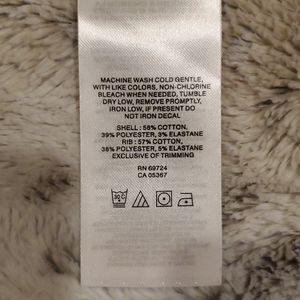 MACHINE WASH COLD GENTLE,
WITH LIKE COLORS, NON-CHLORINE
BLEACH WHEN NEEDED, TUMBLE
DRY LOW, REMOVE PROMPTLY,
IRON LOW, IF PRESENT DO
NOT IRON DECAL
SHELL : 58% COTTON,
39% POLYESTER, 3% ELASTANE
RIB : 57% COTTON,
38% POLYESTER, 5% ELASTANE
EXCLUSIVE OF TRIMMING
RN 69724
CA 05367